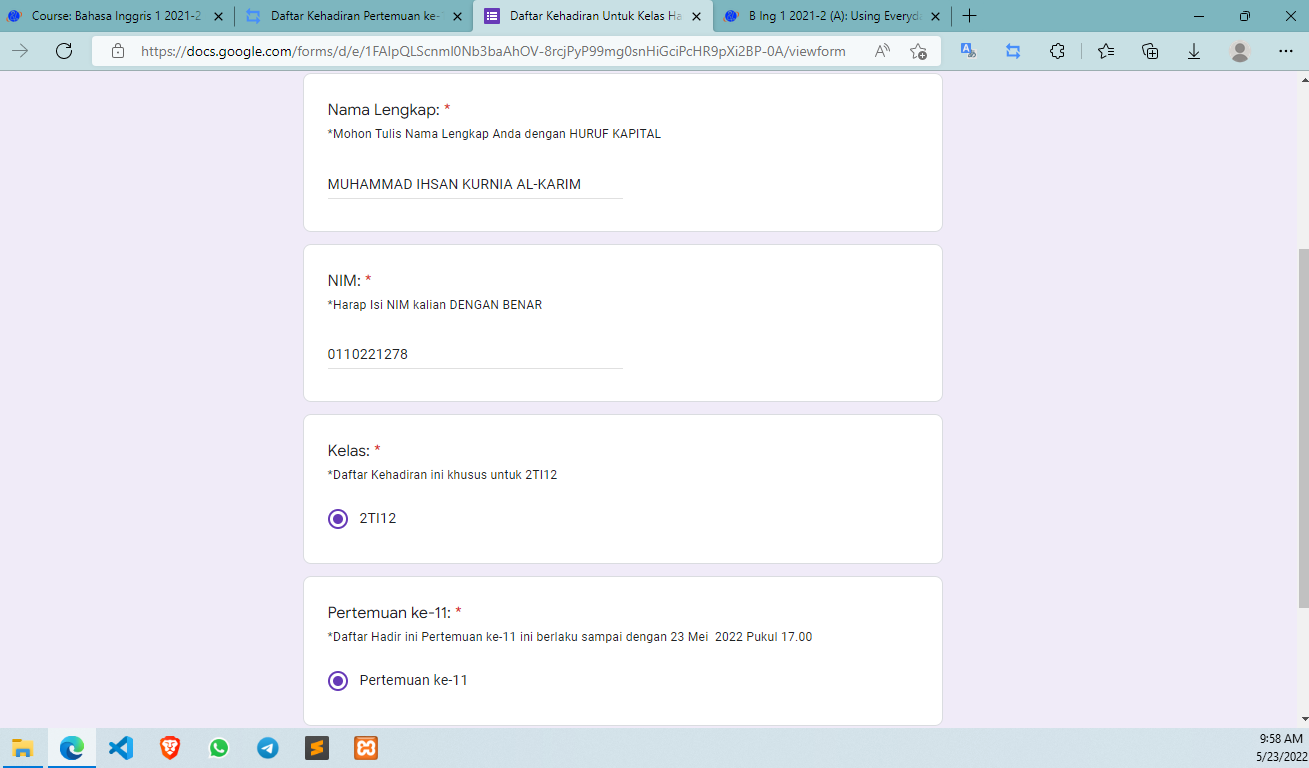 Course: Bahasa Inggris 1 2021-2
Daftar Kehadiran Pertemuan ke-
Daftar Kehadiran Untuk Kelas Ha
B Ing 1 2021-2 (A): Using Everyd
https://docs.google.com/forms/d/e/1FAIpQLScnmI0Nb3baAhOV-8rcjPyP99mg0snHiGciPcHR9pXi2BP-0A/viewform
Nama Lengkap: *
*Mohon Tulis Nama Lengkap Anda dengan HURUF KAPITAL
MUHAMMAD IHSAN KURNIA AL-KARIM
NIM: *
*Harap Isi NIM kalian DENGAN BENAR
0110221278
Kelas: *
*Daftar Kehadiran ini khusus untuk 2TI12
2TI12
Pertemuan ke-11: *
*Daftar Hadir ini Pertemuan ke-11 ini berlaku sampai dengan 23 Mei 2022 Pukul 17.00
Pertemuan ke-11
9:58 AM
5/23/2022